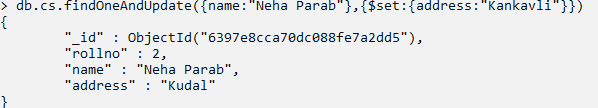 > db.cs.findOneAndUpdate({name:"Neha Parab"},{$set:{address:"Kankavli"}})
{
        "_id" : ObjectId("6397e8cca70dc088fe7a2dd5"),
        "rollno" : 2,
        "name" : "Neha Parab",
        "address" : "Kudal"
}